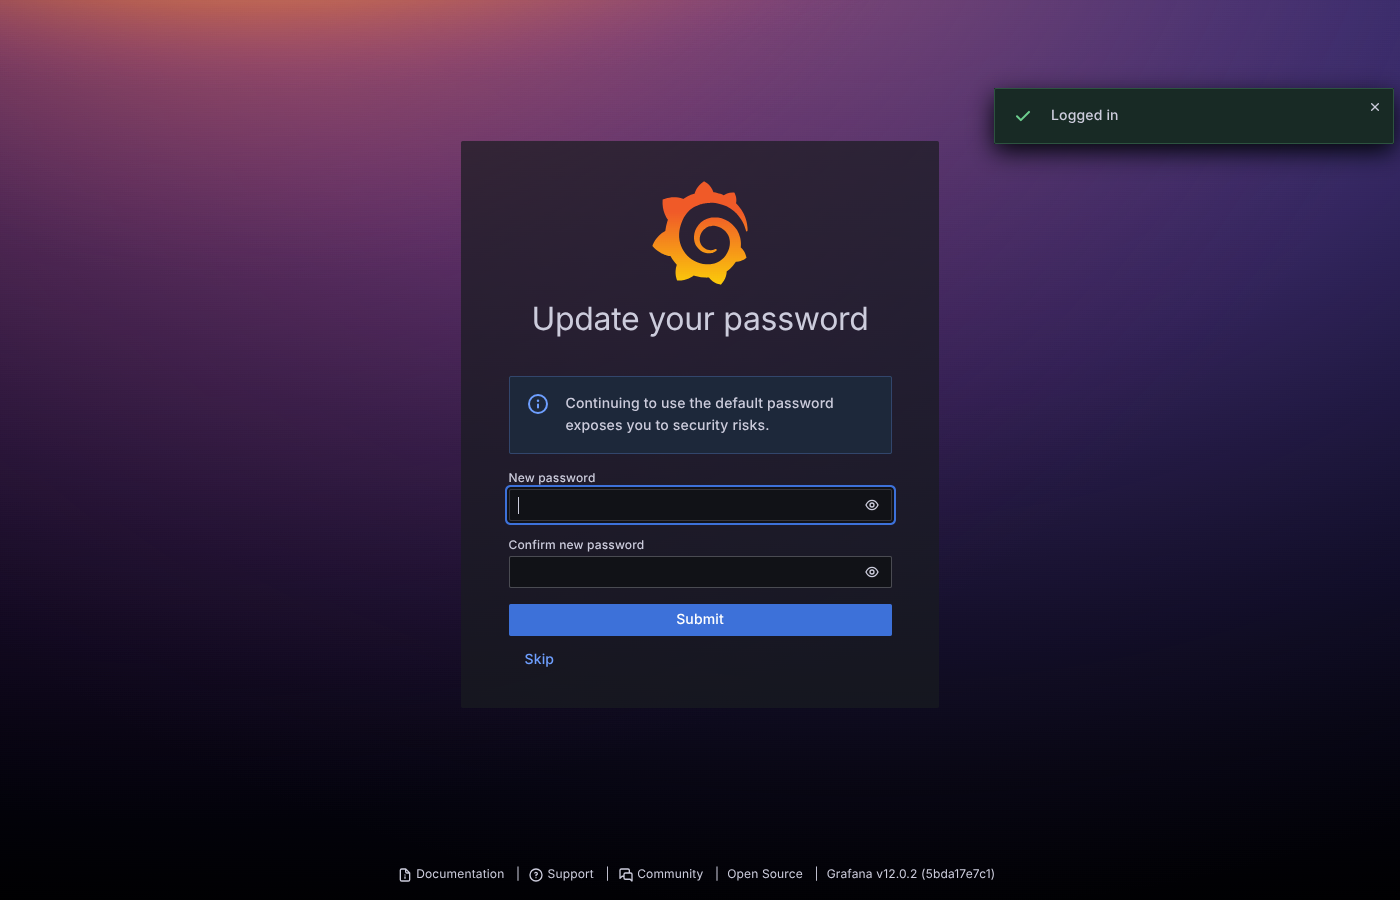 Logged in
Update your password
Continuing to use the default password
exposes you to security risks.
New password
Confirm new password
Submit
Skip
Documentation | Support | Community | Open Source | Grafana v12.0.2 (5bda17e7c1)